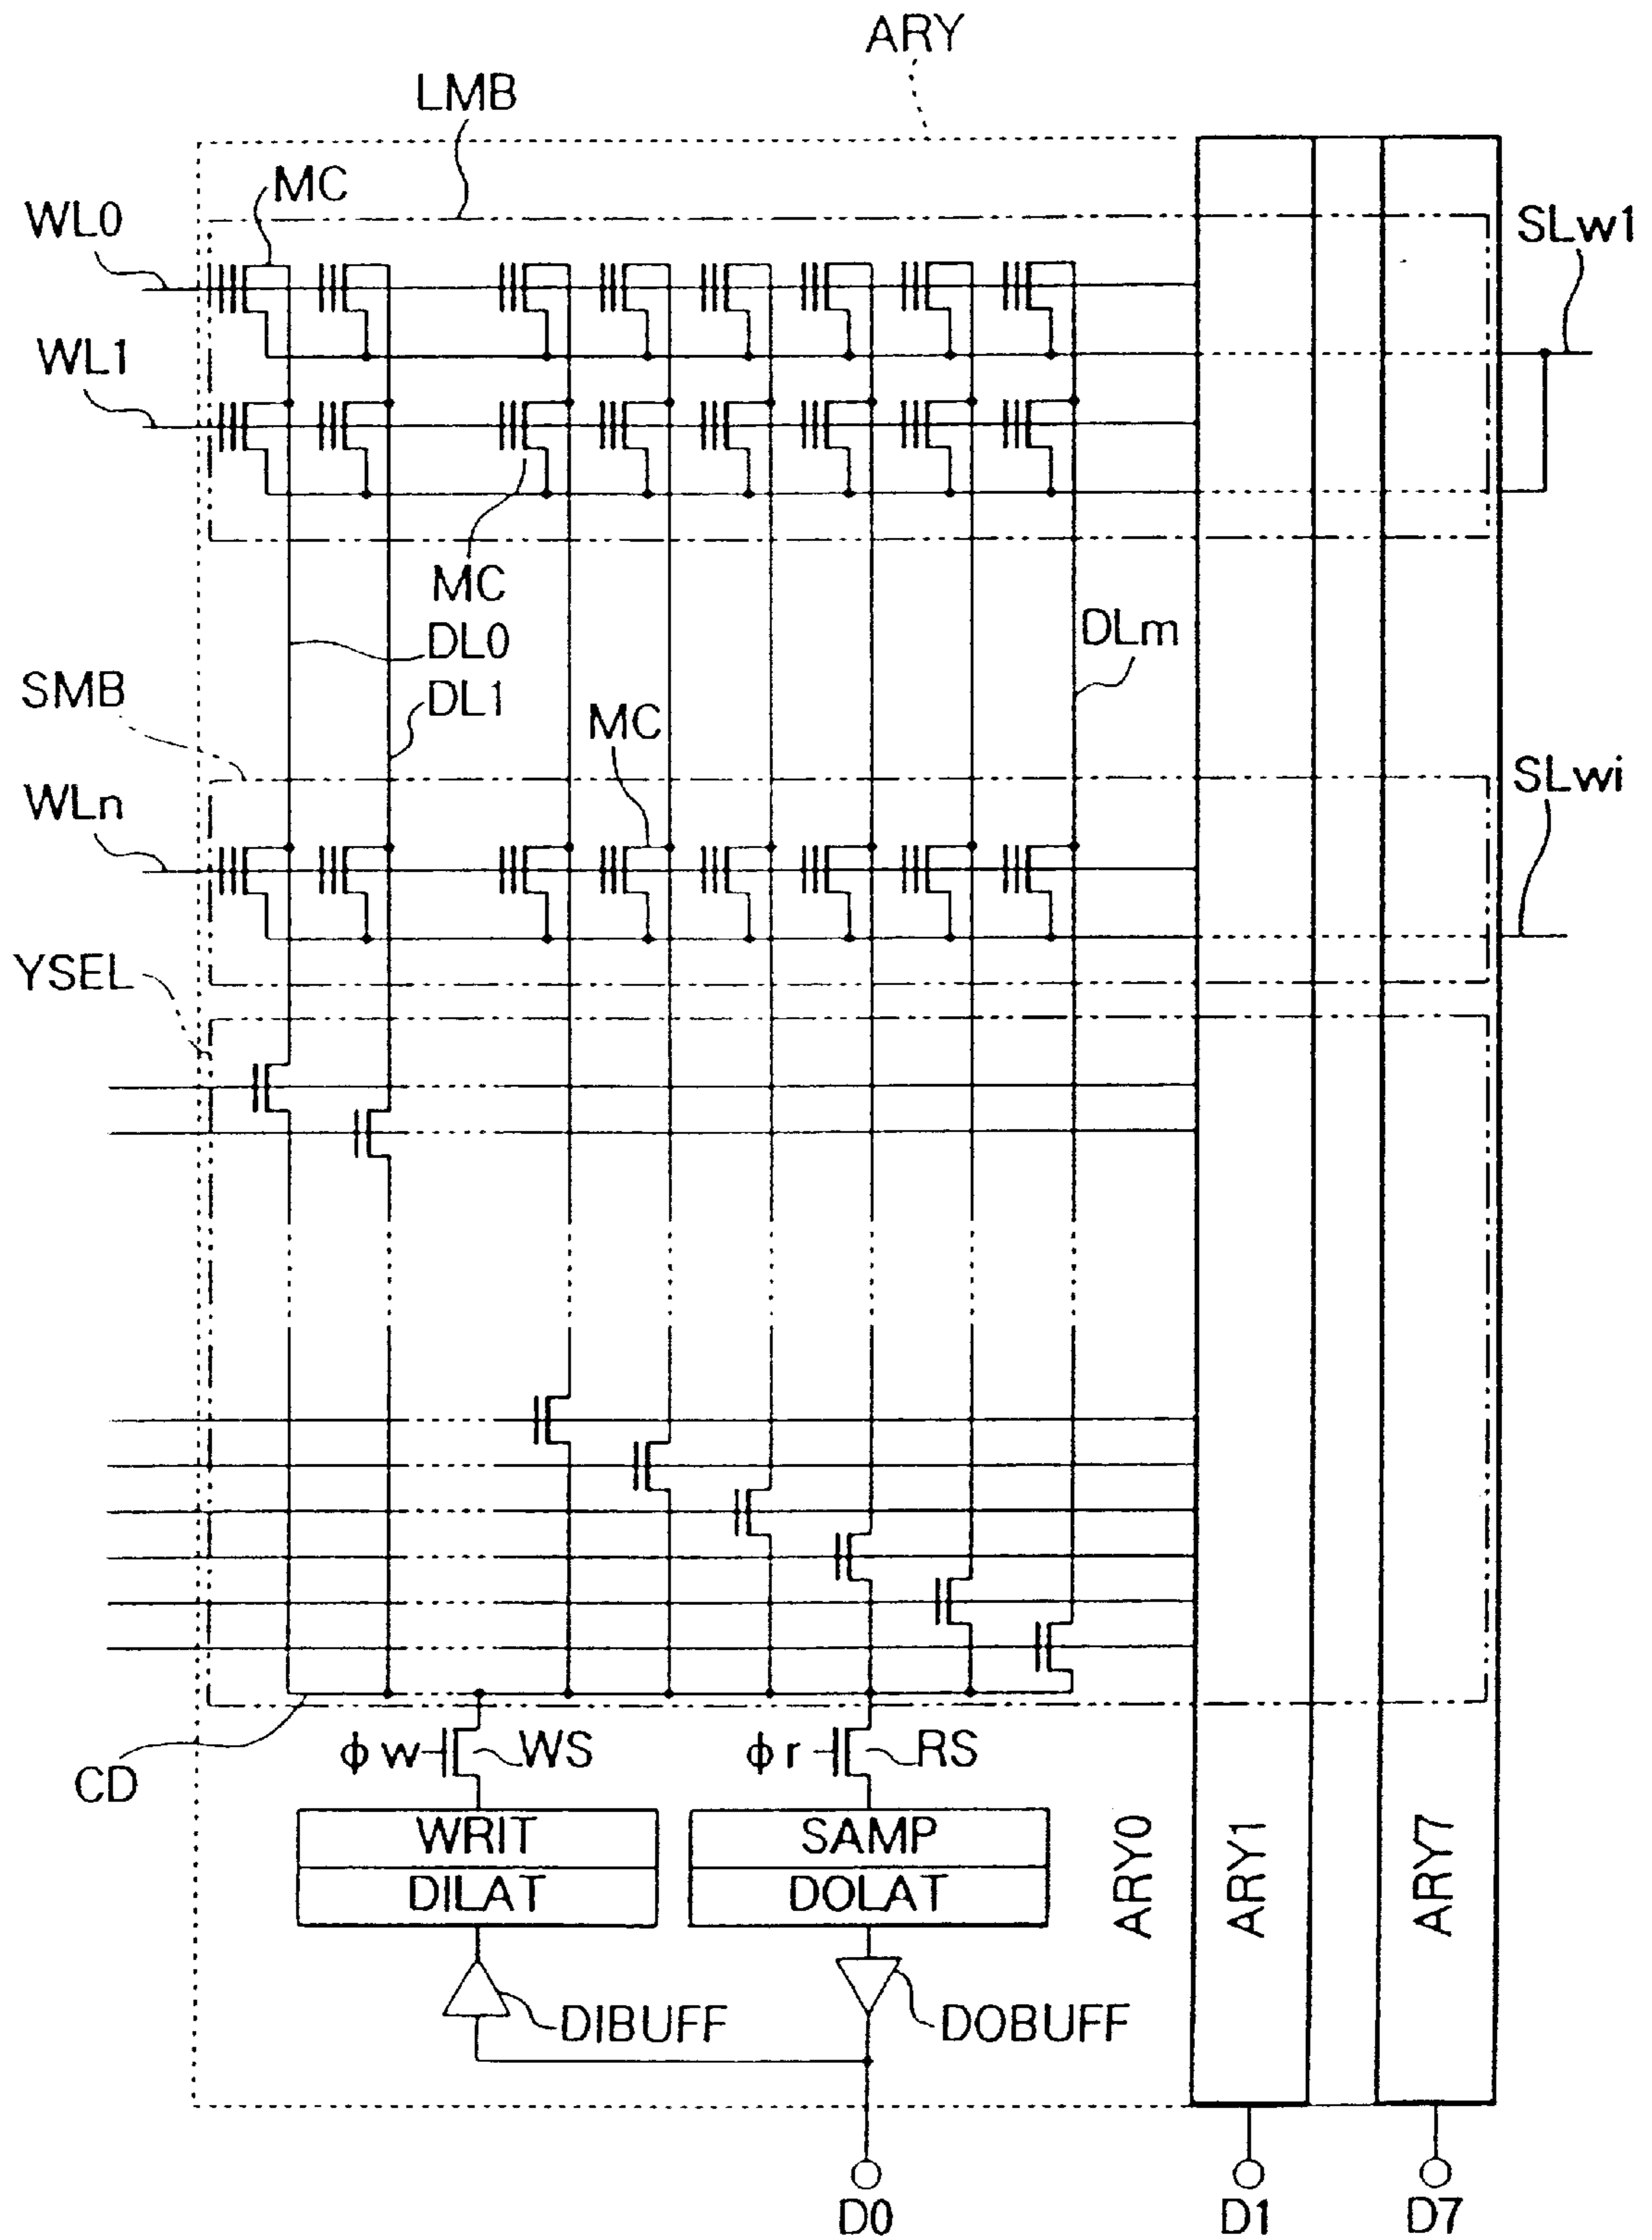 ARY
LMB
MC
WL0
SLw1
WL1
MC
DL0
DLm
SMB
DL1
MC
WLn
SLwi
YSEL
ϕw
WS
ϕr
RS
CD
WRIT
SAMP
DILAT
DOLAT
ARY0
ARY1
ARY7
DIBUFF
DOBUFF
D0
D1
D7